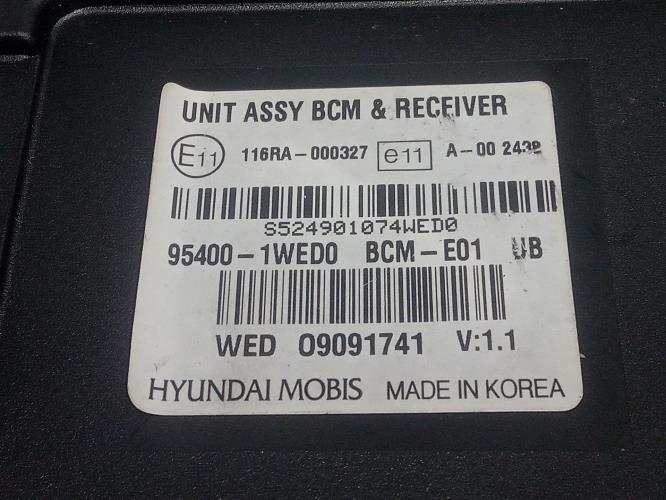 UNIT ASSY BCM & RECEIVER
E11 116RA-000327 e11 A-00 2438
S524901074WED0
95400-1WED0 BCM-E01 UB
WED 09091741 V:1.1
HYUNDAI MOBIS MADE IN KOREA